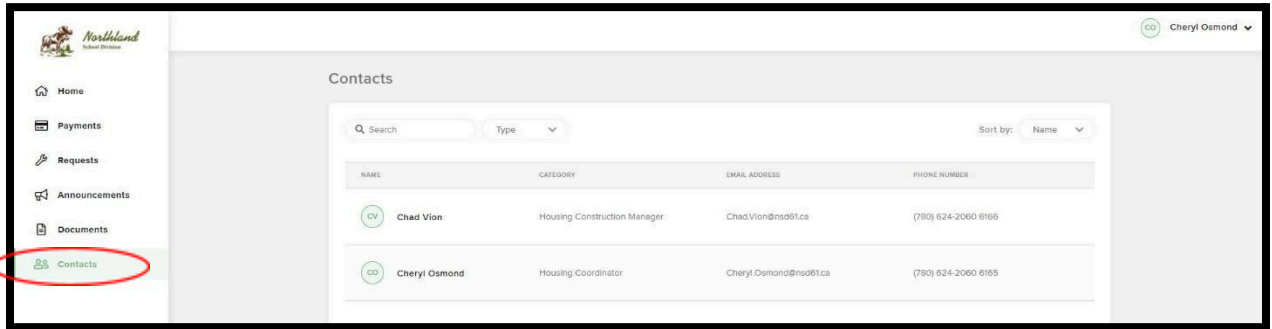 Northland
School Division
CO Cheryl Osmond
Home
Payments
Requests
Announcements
Documents
Contacts
Contacts
Search Type Sort by: Name
NAME CATEGORY EMAIL ADDRESS PHONE NUMBER
CV Chad Vion Housing Construction Manager Chad.Vion@nsd61.ca (780) 624-2060 6166
CO Cheryl Osmond Housing Coordinator Cheryl.Osmond@nsd61.ca (780) 624-2060 6165